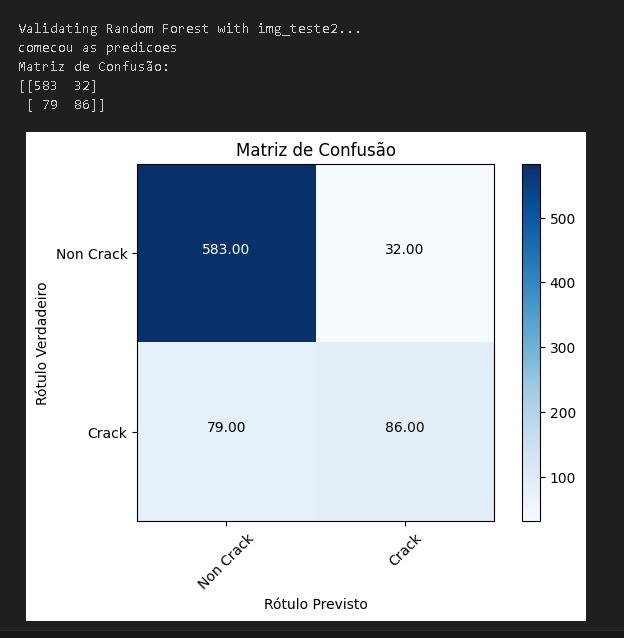 Validating Random Forest with img_teste2...
comecou as predicoes
Matriz de Confusão:
[[583  32]
 [ 79  86]]
Matriz de Confusão
583.00
32.00
79.00
86.00
Non Crack
Crack
Rótulo Verdadeiro
Non Crack
Crack
Rótulo Previsto
500
400
300
200
100